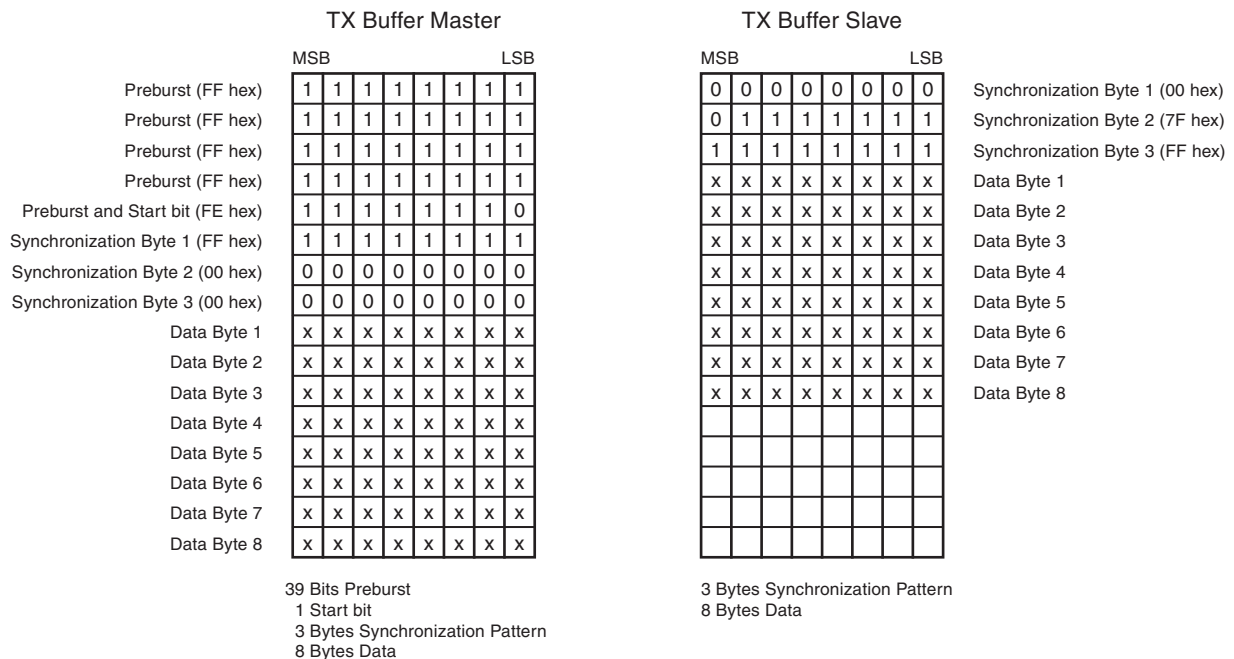 TX Buffer Master
MSB LSB
Preburst (FF hex) 1 1 1 1 1 1 1 1
Preburst (FF hex) 1 1 1 1 1 1 1 1
Preburst (FF hex) 1 1 1 1 1 1 1 1
Preburst (FF hex) 1 1 1 1 1 1 1 1
Preburst and Start bit (FE hex) 1 1 1 1 1 1 1 0
Synchronization Byte 1 (FF hex) 1 1 1 1 1 1 1 1
Synchronization Byte 2 (00 hex) 0 0 0 0 0 0 0 0
Synchronization Byte 3 (00 hex) 0 0 0 0 0 0 0 0
Data Byte 1 x x x x x x x x
Data Byte 2 x x x x x x x x
Data Byte 3 x x x x x x x x
Data Byte 4 x x x x x x x x
Data Byte 5 x x x x x x x x
Data Byte 6 x x x x x x x x
Data Byte 7 x x x x x x x x
Data Byte 8 x x x x x x x x
39 Bits Preburst
1 Start bit
3 Bytes Synchronization Pattern
8 Bytes Data
TX Buffer Slave
MSB LSB
0 0 0 0 0 0 0 0 Synchronization Byte 1 (00 hex)
0 1 1 1 1 1 1 1 Synchronization Byte 2 (7F hex)
1 1 1 1 1 1 1 1 Synchronization Byte 3 (FF hex)
x x x x x x x x Data Byte 1
x x x x x x x x Data Byte 2
x x x x x x x x Data Byte 3
x x x x x x x x Data Byte 4
x x x x x x x x Data Byte 5
x x x x x x x x Data Byte 6
x x x x x x x x Data Byte 7
x x x x x x x x Data Byte 8
3 Bytes Synchronization Pattern
8 Bytes Data